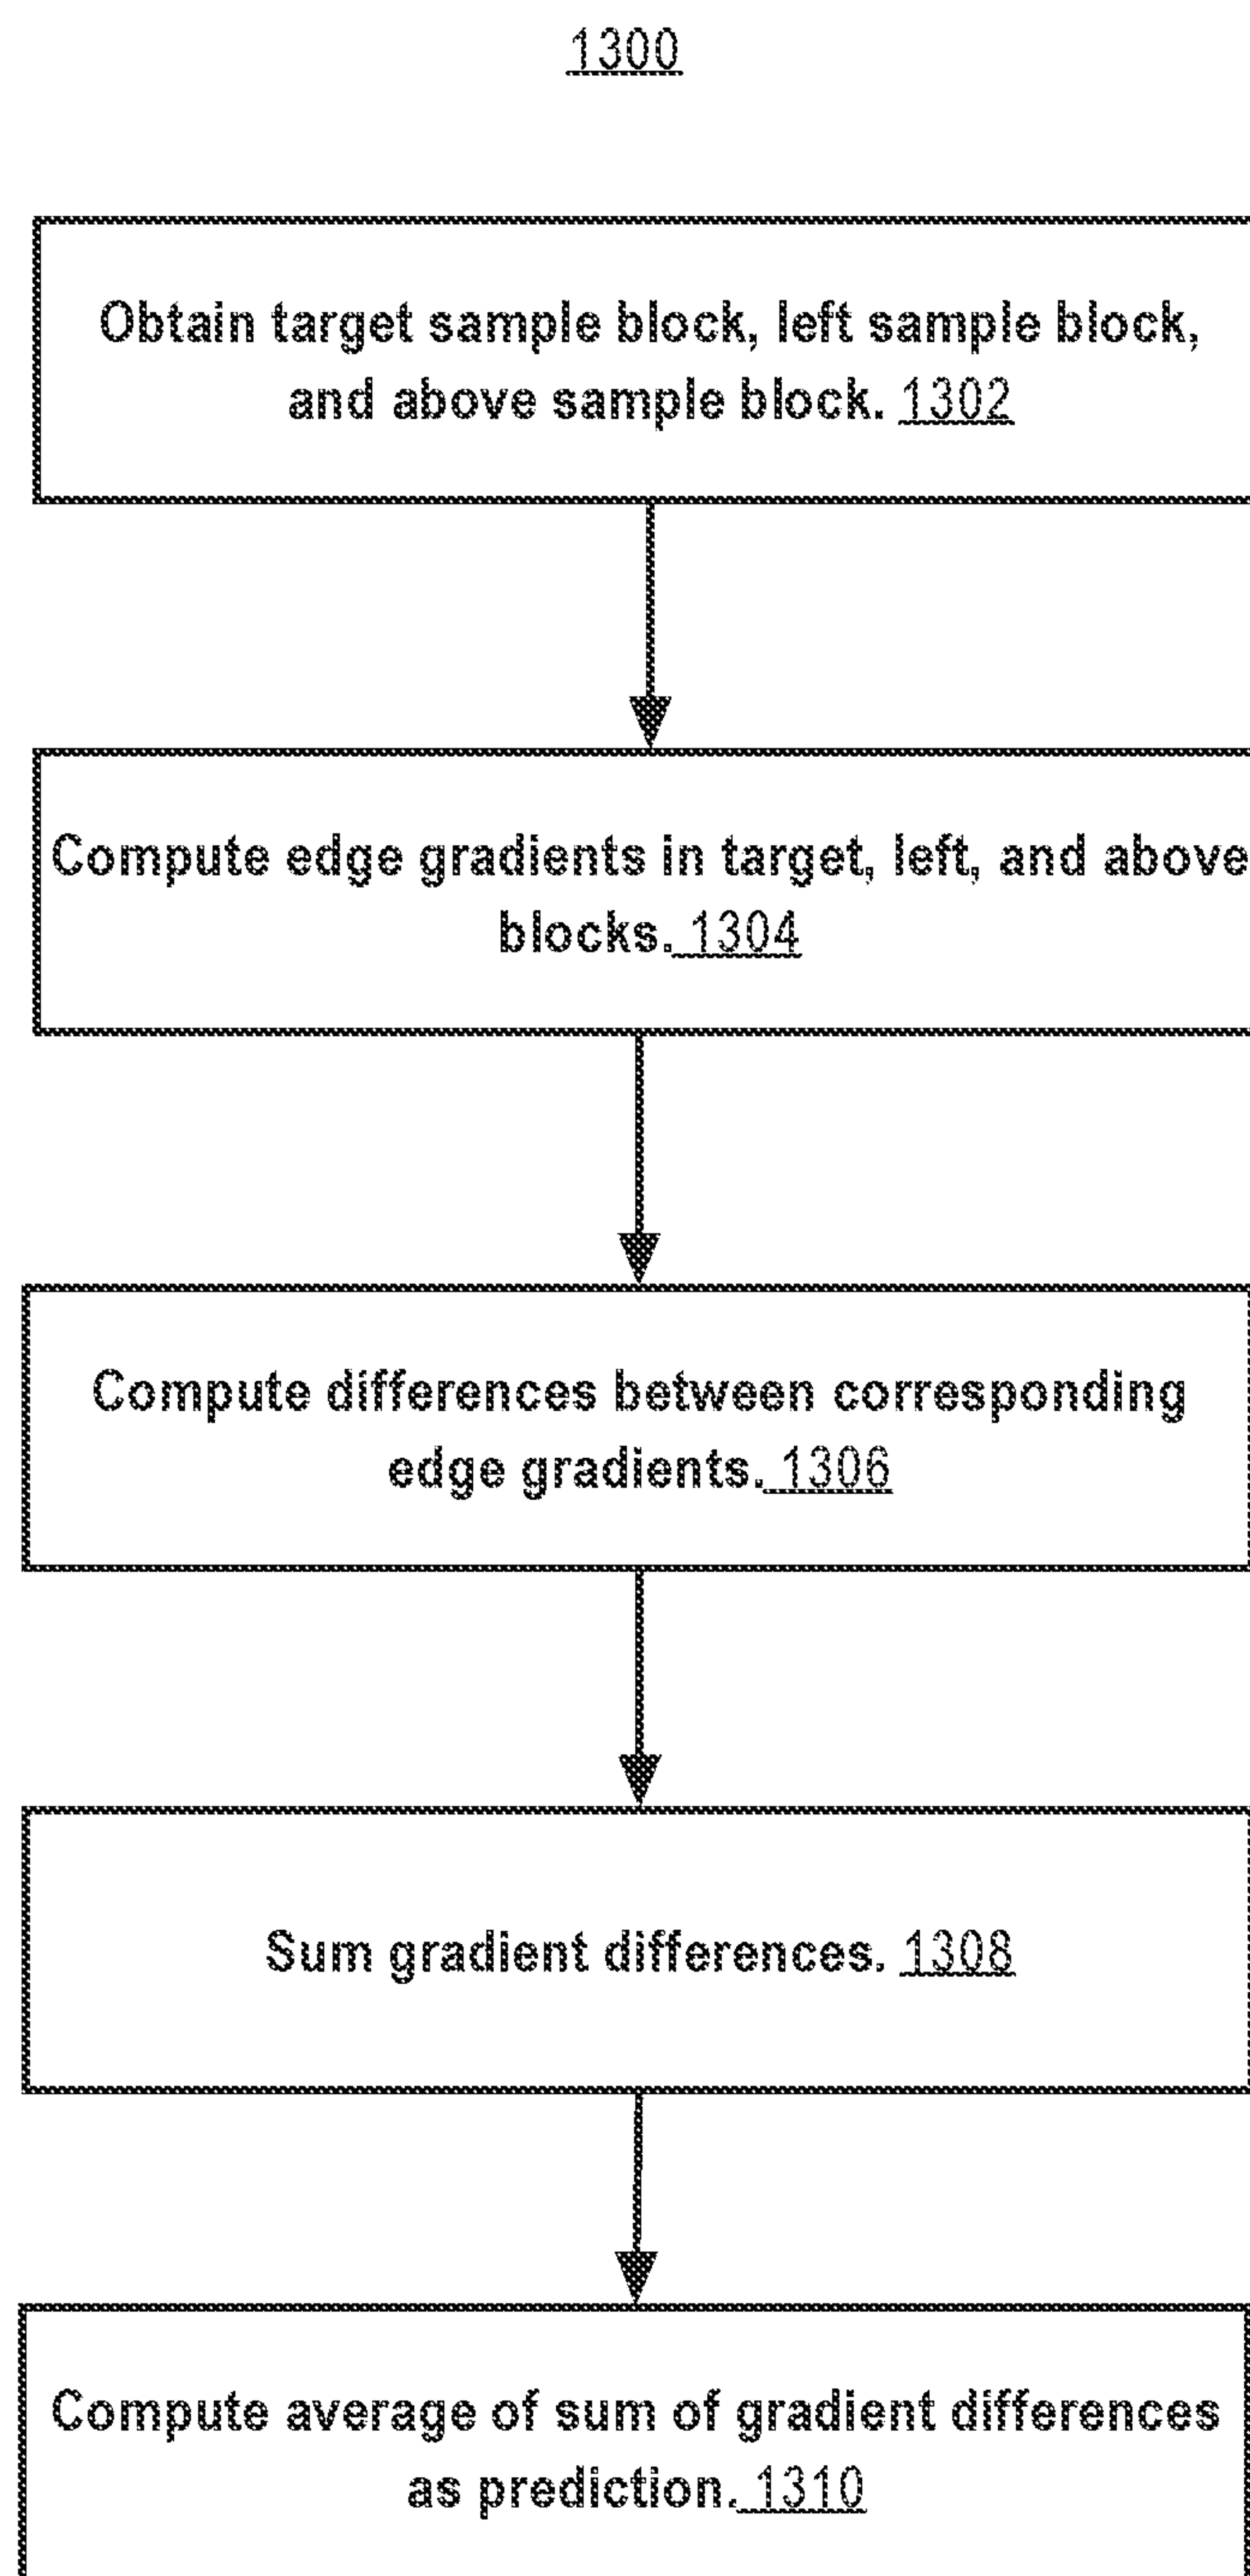 1300
Obtain target sample block, left sample block,
and above sample block. 1302
Compute edge gradients in target, left, and above
blocks. 1304
Compute differences between corresponding
edge gradients. 1306
Sum gradient differences. 1308
Compute average of sum of gradient differences
as prediction. 1310